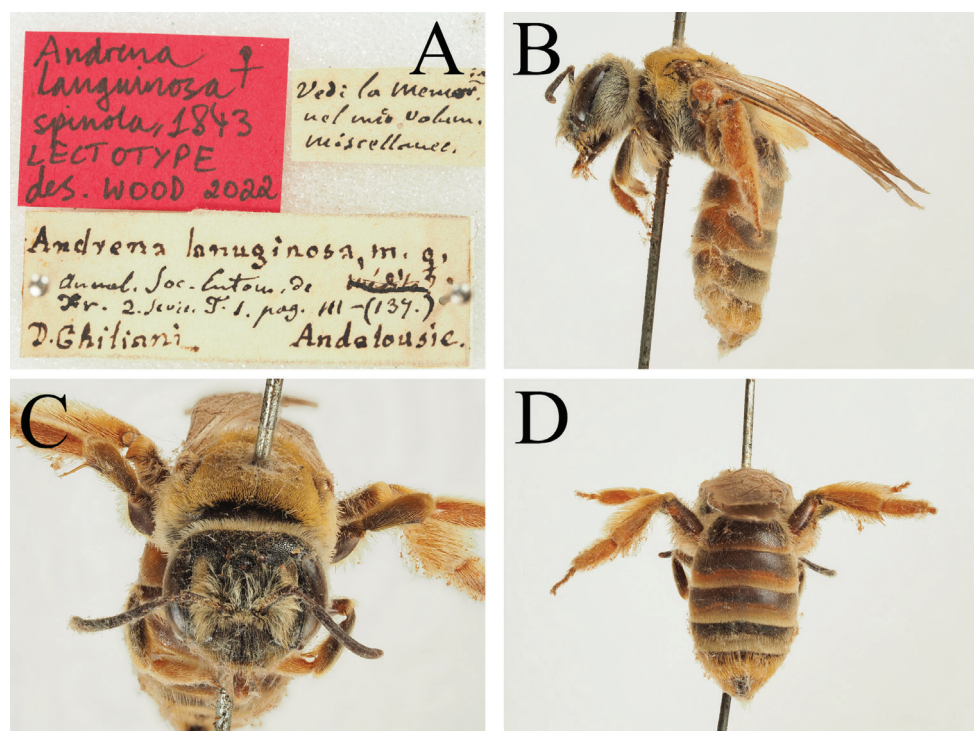 A
Andrena
languinosa ♀
spinola, 1843
LECTOTYPE
des. WOOD 2022
Vedi la Memor.
nel mio volum.
miscellanee.
Andrena lanuginosa, m. ♀.
Annal. Soc. Entom. de
Fr. 2. Serie. T. 1. pag. 111-(137.)
D. Ghiliani. Andalousie.
B
C
D